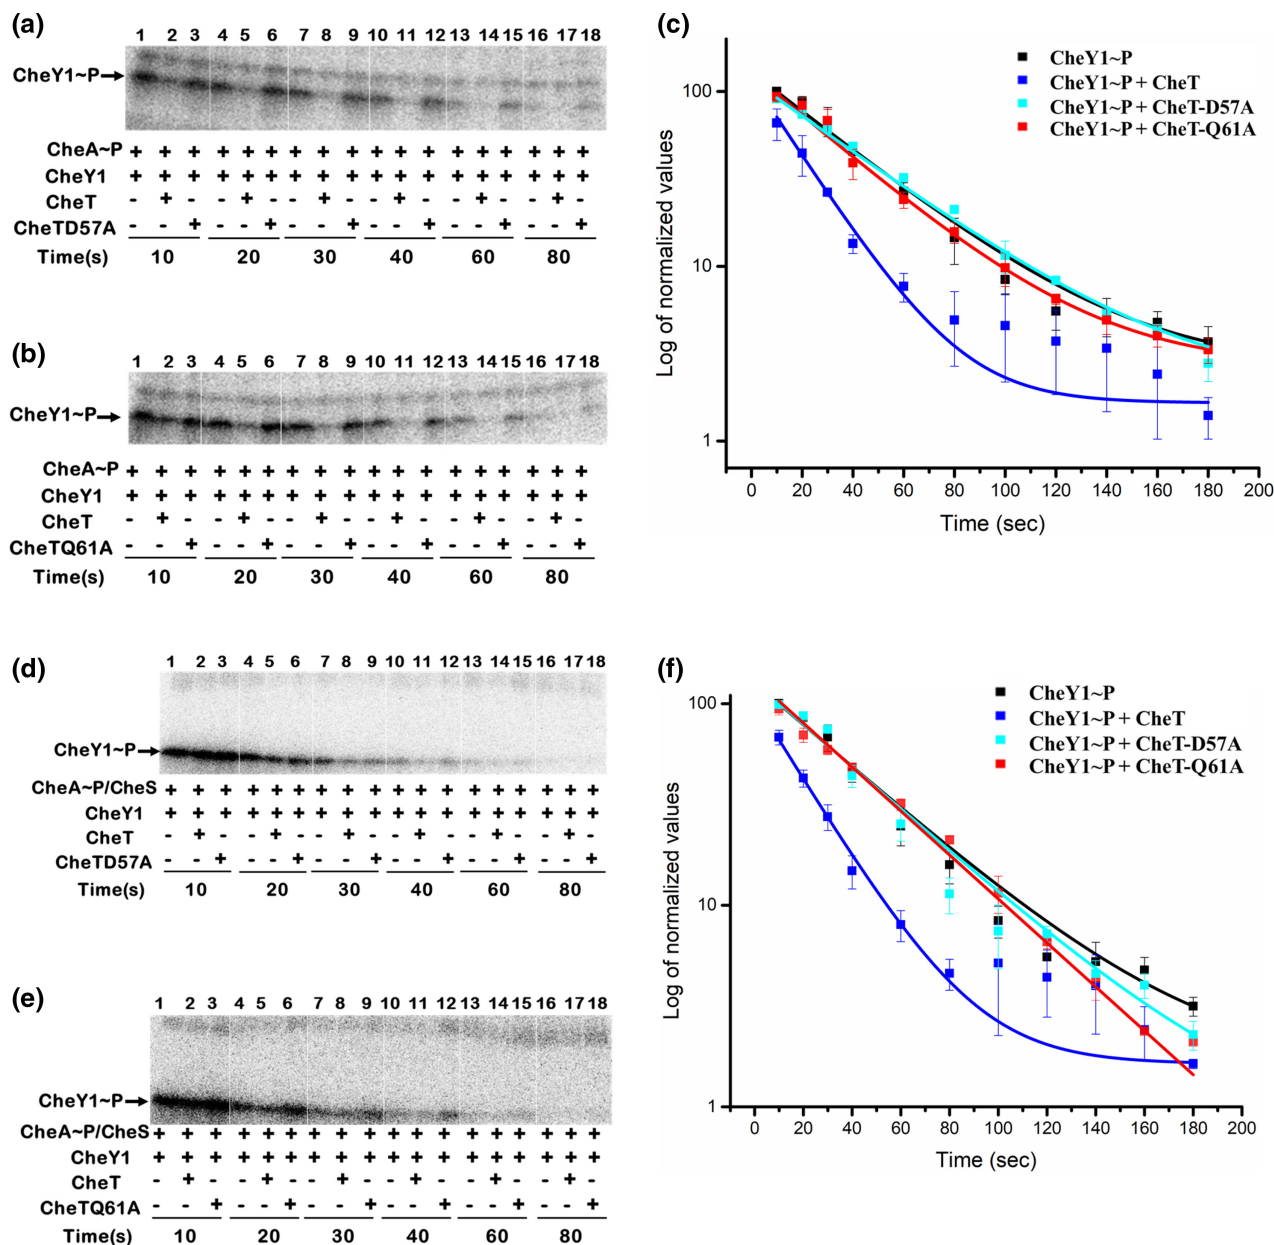 (a)
1 2 3 4 5 6 7 8 9 10 11 12 13 14 15 16 17 18
CheY1~P
CheA~P + + + + + + + + + + + + + + + + + +
CheY1 + + + + + + + + + + + + + + + + + +
CheT - + - - + - - + - - + - - + - - + -
CheTD57A - - + - - + - - + - - + - - + - - +
Time(s) 10 20 30 40 60 80
(b)
1 2 3 4 5 6 7 8 9 10 11 12 13 14 15 16 17 18
CheY1~P
CheA~P + + + + + + + + + + + + + + + + + +
CheY1 + + + + + + + + + + + + + + + + + +
CheT - + - - + - - + - - + - - + - - + -
CheTQ61A - - + - - + - - + - - + - - + - - +
Time(s) 10 20 30 40 60 80
(c)
CheY1~P
CheY1~P + CheT
CheY1~P + CheT-D57A
CheY1~P + CheT-Q61A
Log of normalized values
100
10
1
0 20 40 60 80 100 120 140 160 180 200
Time (sec)
(d)
1 2 3 4 5 6 7 8 9 10 11 12 13 14 15 16 17 18
CheY1~P
CheA~P/CheS + + + + + + + + + + + + + + + + + +
CheY1 + + + + + + + + + + + + + + + + + +
CheT - + - - + - - + - - + - - + - - + -
CheTD57A - - + - - + - - + - - + - - + - - +
Time(s) 10 20 30 40 60 80
(e)
1 2 3 4 5 6 7 8 9 10 11 12 13 14 15 16 17 18
CheY1~P
CheA~P/CheS + + + + + + + + + + + + + + + + + +
CheY1 + + + + + + + + + + + + + + + + + +
CheT - + - - + - - + - - + - - + - - + -
CheTQ61A - - + - - + - - + - - + - - + - - +
Time(s) 10 20 30 40 60 80
(f)
CheY1~P
CheY1~P + CheT
CheY1~P + CheT-D57A
CheY1~P + CheT-Q61A
Log of normalized values
100
10
1
0 20 40 60 80 100 120 140 160 180 200
Time (sec)